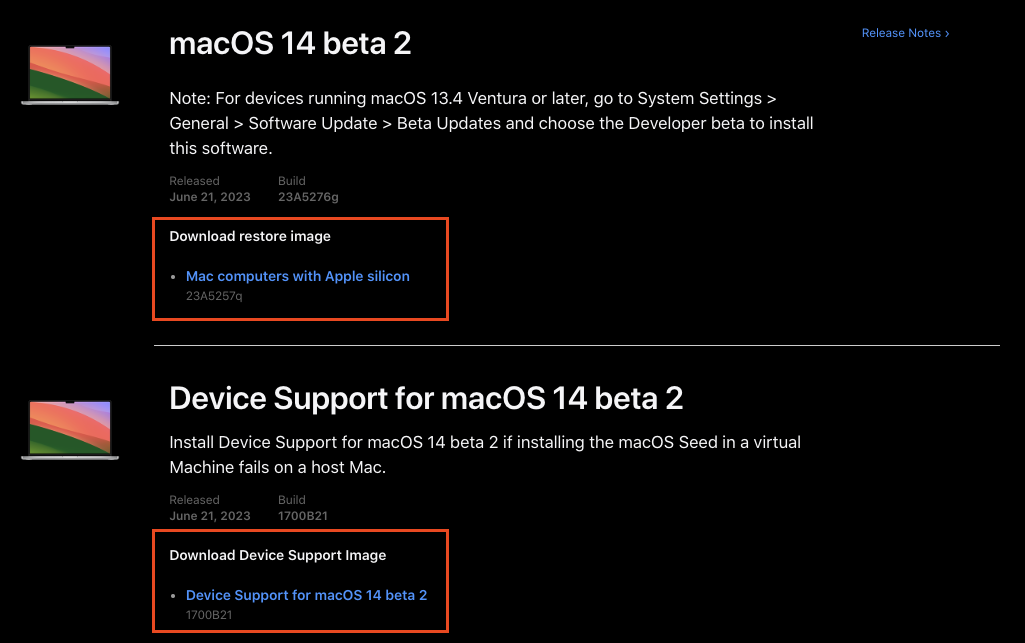 macOS 14 beta 2
Release Notes ›
Note: For devices running macOS 13.4 Ventura or later, go to System Settings >
General > Software Update > Beta Updates and choose the Developer beta to install
this software.
Released Build
June 21, 2023 23A5276g
Download restore image
• Mac computers with Apple silicon
23A5257q
Device Support for macOS 14 beta 2
Install Device Support for macOS 14 beta 2 if installing the macOS Seed in a virtual
Machine fails on a host Mac.
Released Build
June 21, 2023 1700B21
Download Device Support Image
• Device Support for macOS 14 beta 2
1700B21